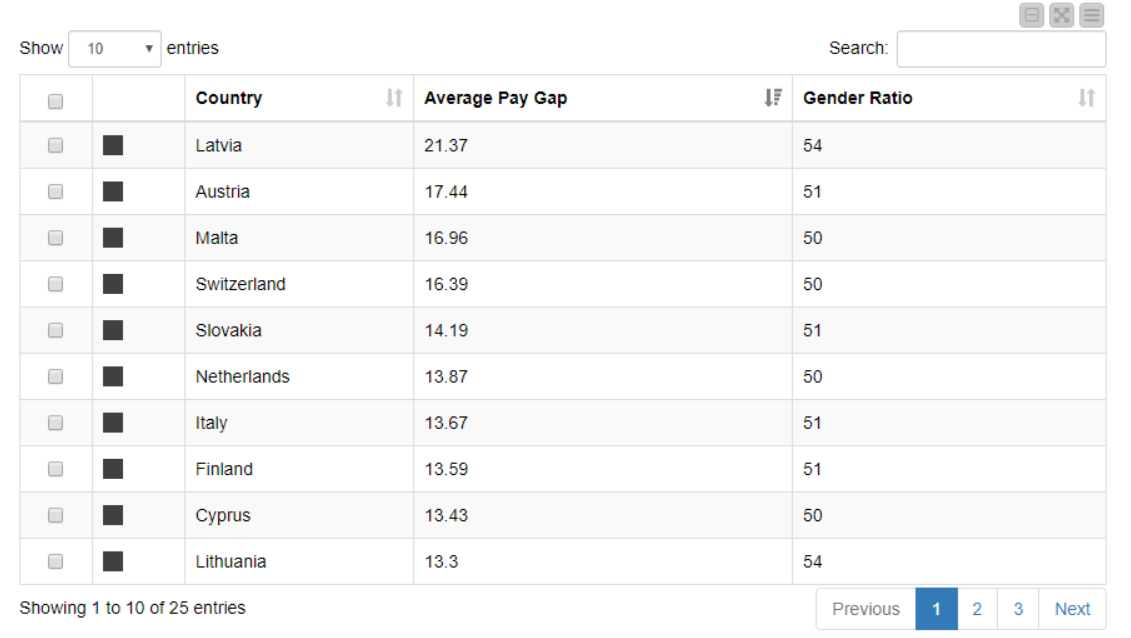 Show 10 entries Search:
Country Average Pay Gap Gender Ratio
Latvia 21.37 54
Austria 17.44 51
Malta 16.96 50
Switzerland 16.39 50
Slovakia 14.19 51
Netherlands 13.87 50
Italy 13.67 51
Finland 13.59 51
Cyprus 13.43 50
Lithuania 13.3 54
Showing 1 to 10 of 25 entries Previous 1 2 3 Next